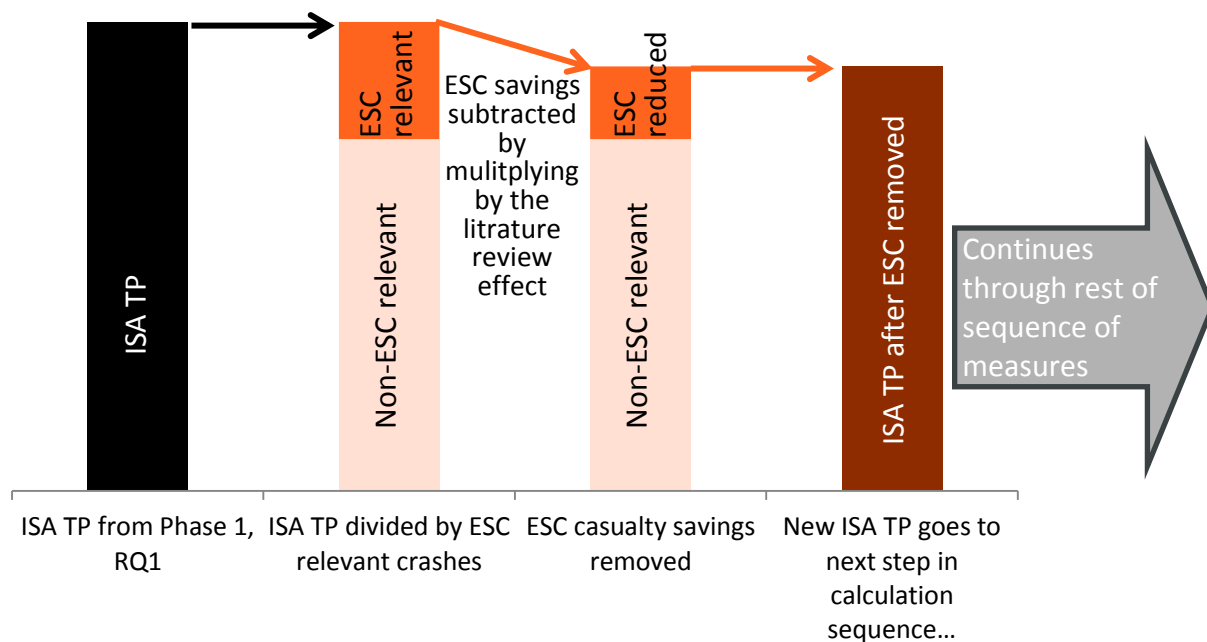 ISA TP
ESC
relevant
Non-ESC relevant
ESC savings
subtracted
by
mulitplying
by the
litrature
review
effect
ESC
reduced
Non-ESC relevant
ISA TP after ESC removed
Continues
through rest of
sequence of
measures
ISA TP from Phase 1,
RQ1
ISA TP divided by ESC
relevant crashes
ESC casualty savings
removed
New ISA TP goes to
next step in
calculation
sequence…